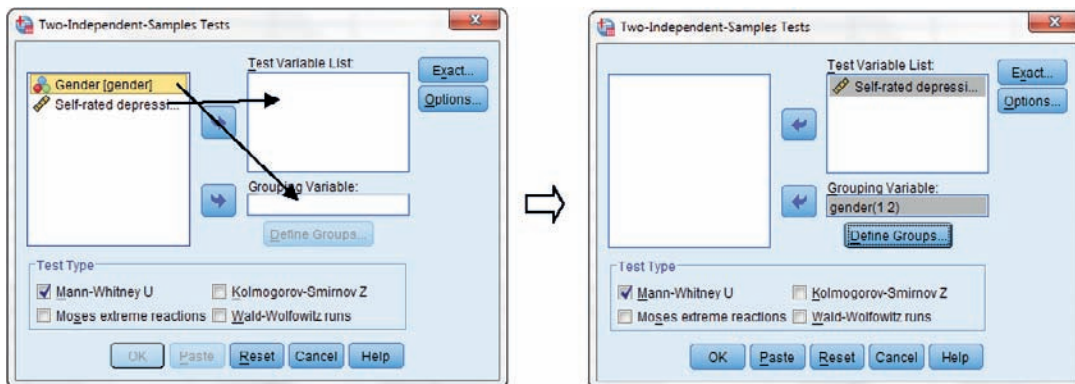 Two-Independent-Samples Tests
Test Variable List:
Gender [gender]
Self-rated depressi...
Exact...
Options...
Grouping Variable:
Define Groups...
Test Type
Mann-Whitney U
Kolmogorov-Smirnov Z
Moses extreme reactions
Wald-Wolfowitz runs
OK
Paste
Reset
Cancel
Help
Two-Independent-Samples Tests
Test Variable List:
Self-rated depressi...
Exact...
Options...
Grouping Variable:
gender(1 2)
Define Groups...
Test Type
Mann-Whitney U
Kolmogorov-Smirnov Z
Moses extreme reactions
Wald-Wolfowitz runs
OK
Paste
Reset
Cancel
Help